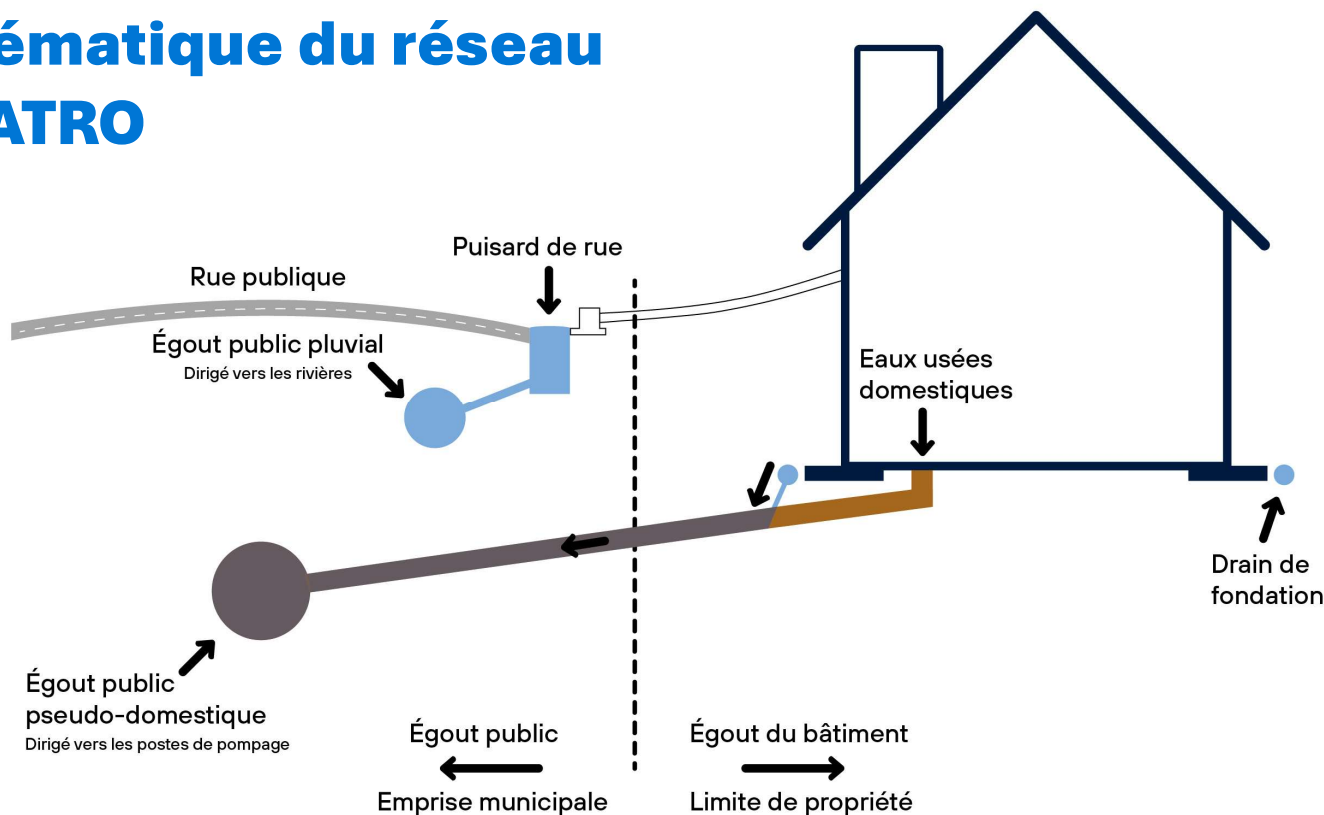 ématique du réseau
ATRO
Puisard de rue
Rue publique
Égout public pluvial
Dirigé vers les rivières
Eaux usées
domestiques
Drain de
fondation
Égout public
pseudo-domestique
Dirigé vers les postes de pompage
Égout public
Emprise municipale
Égout du bâtiment
Limite de propriété